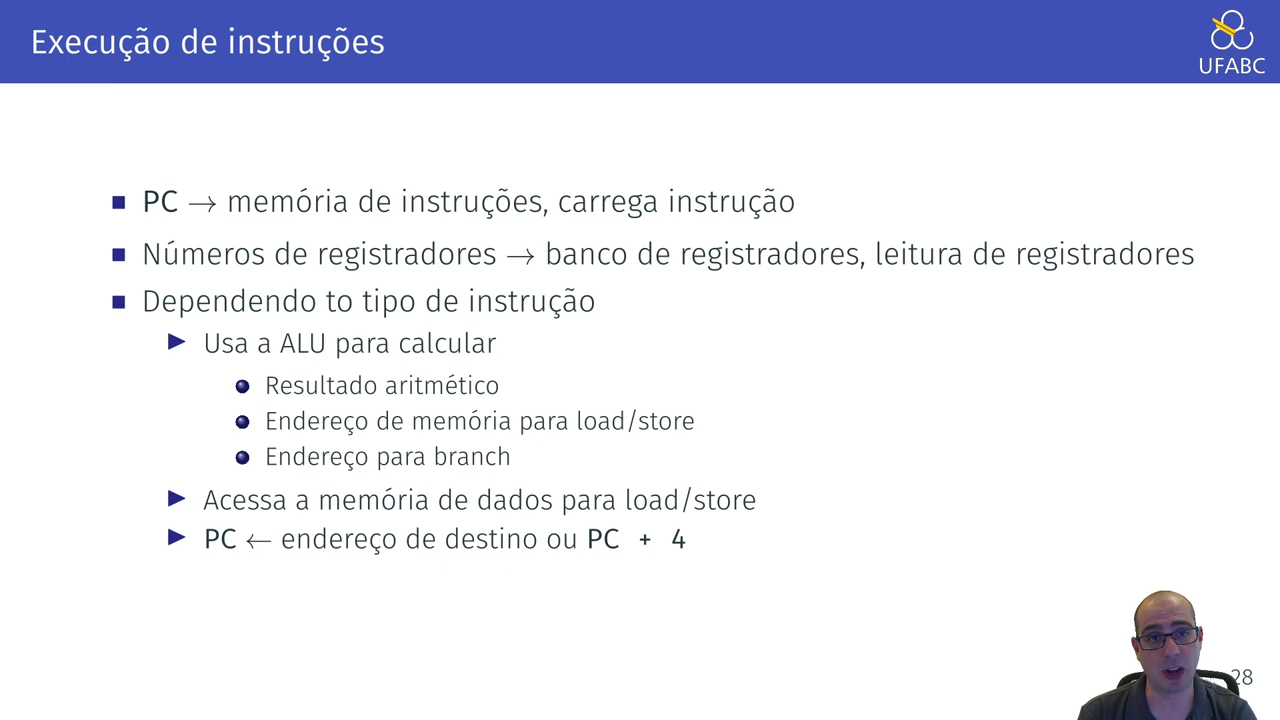 Execução de instruções
UFABC
PC → memória de instruções, carrega instrução
Números de registradores → banco de registradores, leitura de registradores
Dependendo to tipo de instrução
Usa a ALU para calcular
Resultado aritmético
Endereço de memória para load/store
Endereço para branch
Acessa a memória de dados para load/store
PC ← endereço de destino ou PC + 4
28